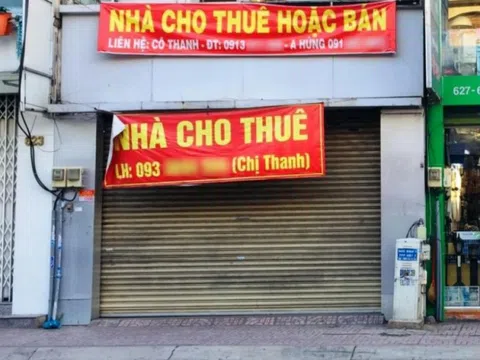 NHÀ CHO THUÊ HOẶC BÁN
LIÊN HỆ: CÔ THANH - ĐT: 0913 - A HÙNG 091
NHÀ CHO THUÊ
LH: 093 (Chị Thanh)
627-6